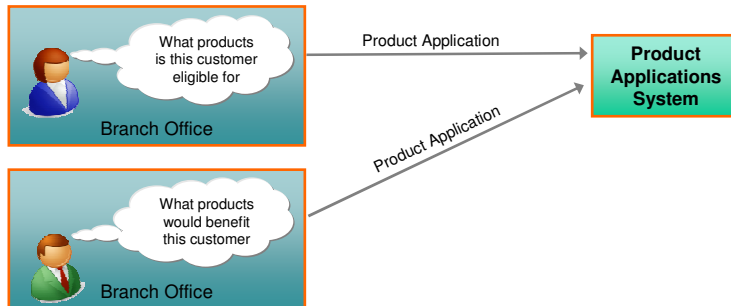 What products
is this customer
eligible for
Branch Office
Product Application
Product
Applications
System
Product Application
What products
would benefit
this customer
Branch Office